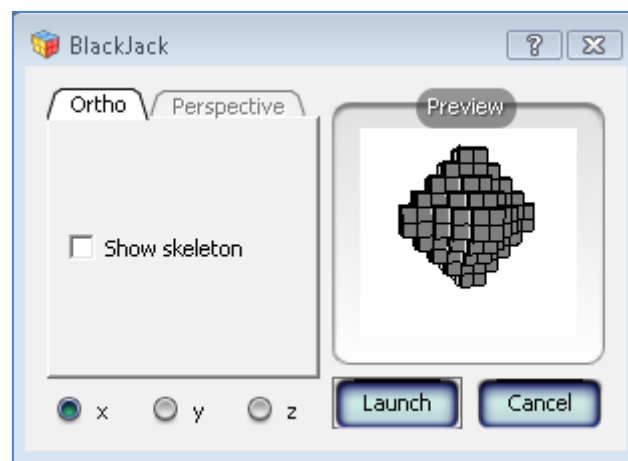 BlackJack
Ortho
Perspective
Preview
Show skeleton
x
y
z
Launch
Cancel